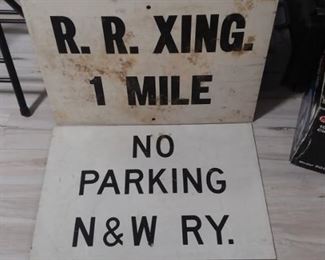 R. R. XING.
1 MILE
NO
PARKING
N & W RY.